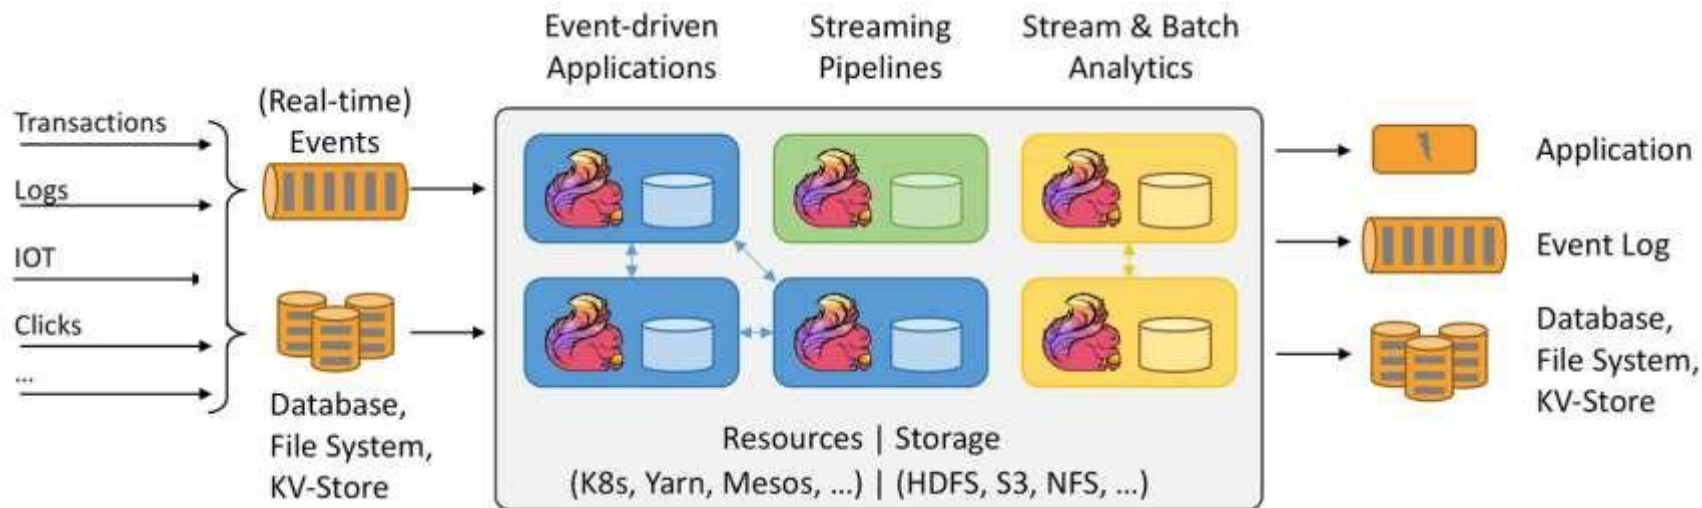 Event-driven
Applications
Streaming
Pipelines
Stream & Batch
Analytics
Transactions
Logs
IOT
Clicks
...
(Real-time)
Events
Database,
File System,
KV-Store
Resources | Storage
(K8s, Yarn, Mesos, ...) | (HDFS, S3, NFS, ...)
Application
Event Log
Database,
File System,
KV-Store